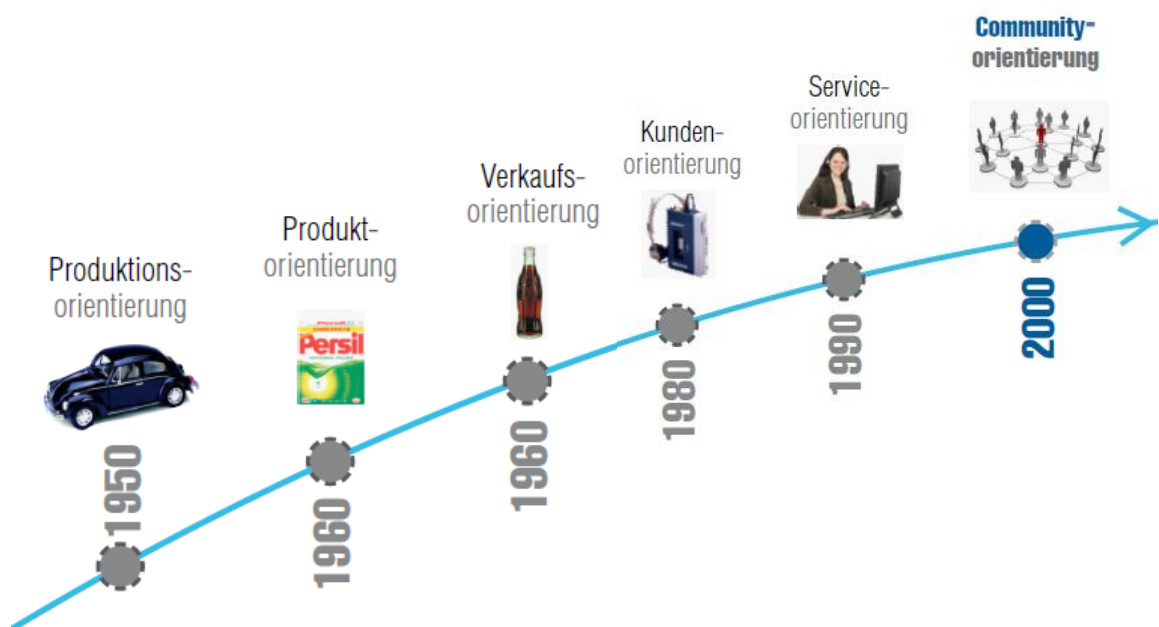 Produktions-
orientierung
1950
Produkt-
orientierung
Persil
1960
Verkaufs-
orientierung
1960
Kunden-
orientierung
1980
Service-
orientierung
1990
Community-
orientierung
2000